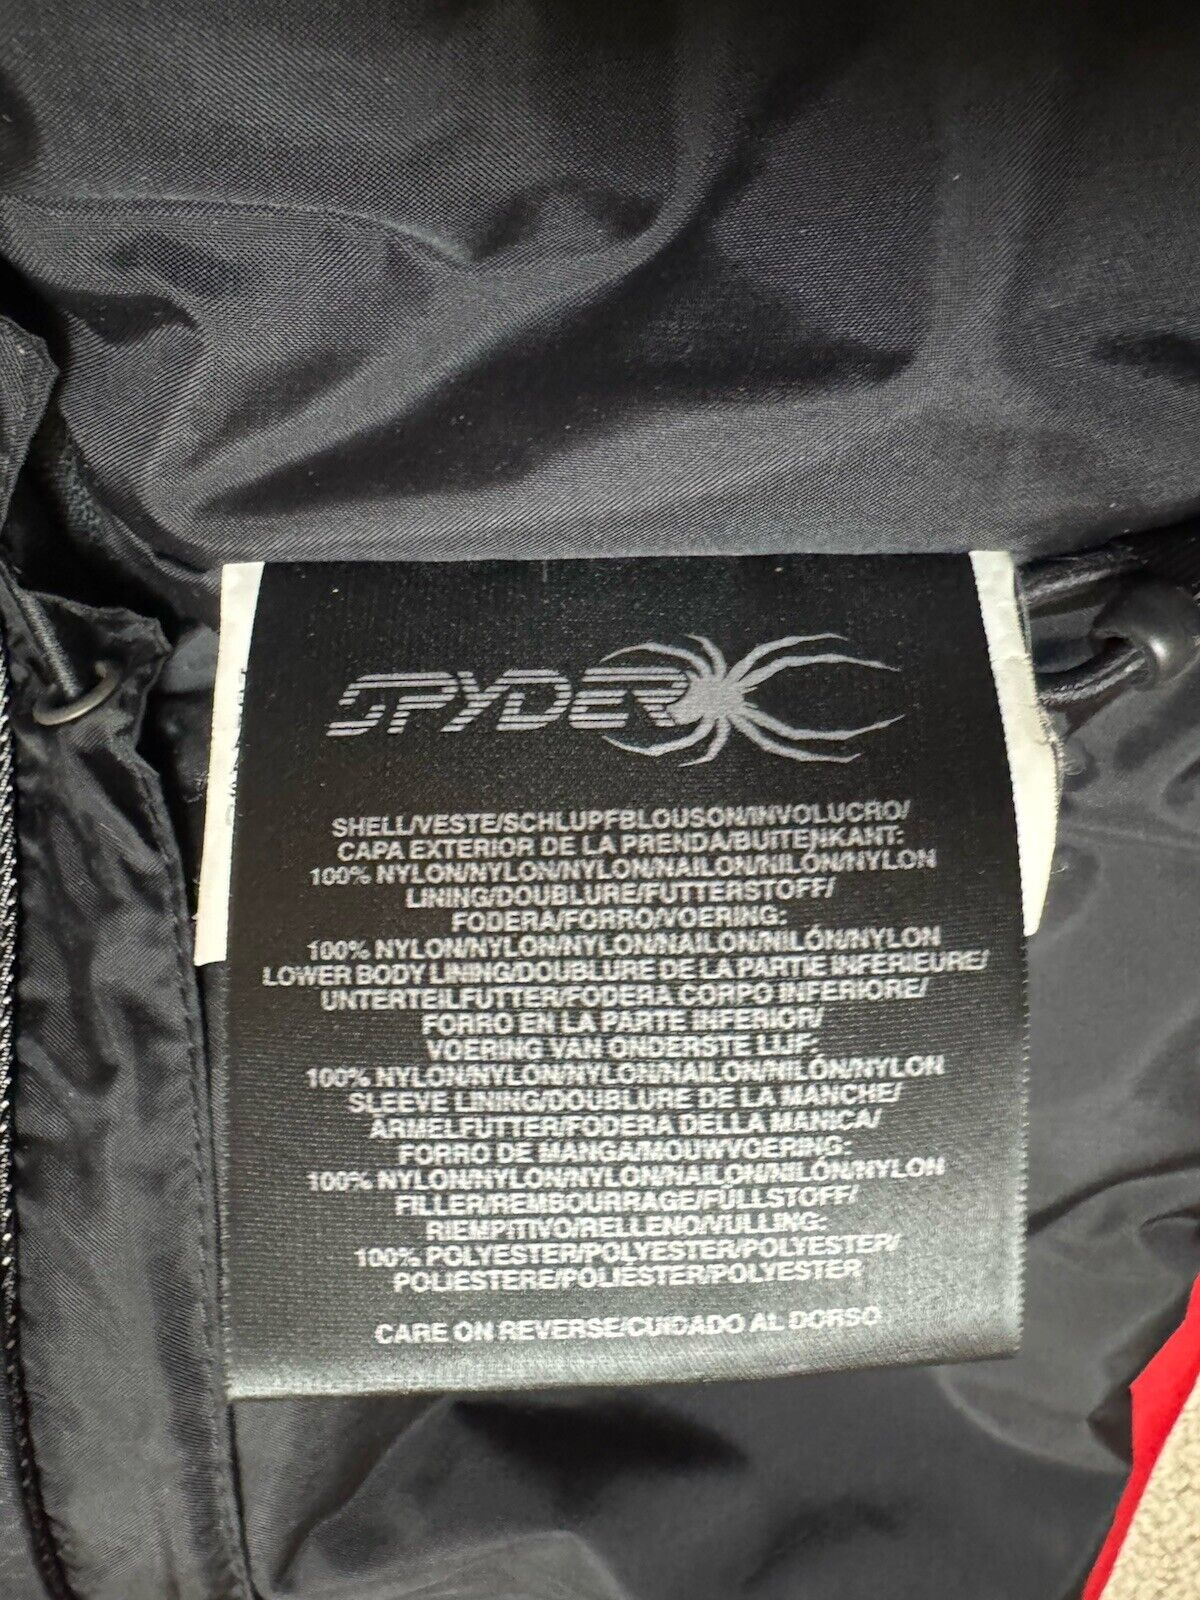 SPYDER
SHELL/VESTE/SCHLUPFBLOUSON/INVOLUCRO/
CAPA EXTERIOR DE LA PRENDA/BUITENKANT:
100% NYLON/NYLON/NYLON/NAILON/NILÓN/NYLON
LINING/DOUBLURE/FUTTERSTOFF/
FODERA/FORRO/VOERING:
100% NYLON/NYLON/NYLON/NAILON/NILÓN/NYLON
LOWER BODY LINING/DOUBLURE DE LA PARTIE INFERIEURE/
UNTERTEILFUTTER/FODERA CORPO INFERIORE/
FORRO EN LA PARTE INFERIOR/
VOERING VAN ONDERSTE LIJF:
100% NYLON/NYLON/NYLON/NAILON/NILÓN/NYLON
SLEEVE LINING/DOUBLURE DE LA MANCHE/
ARMELFUTTER/FODERA DELLA MANICA/
FORRO DE MANGA/MOUWVOERING:
100% NYLON/NYLON/NYLON/NAILON/NILÓN/NYLON
FILLER/REMBOURRAGE/FÜLLSTOFF/
RIEMPITIVO/RELLENO/VULLING:
100% POLYESTER/POLYESTER/POLYESTER/
POLIESTERE/POLIÉSTER/POLYESTER
CARE ON REVERSE/CUIDADO AL DORSO